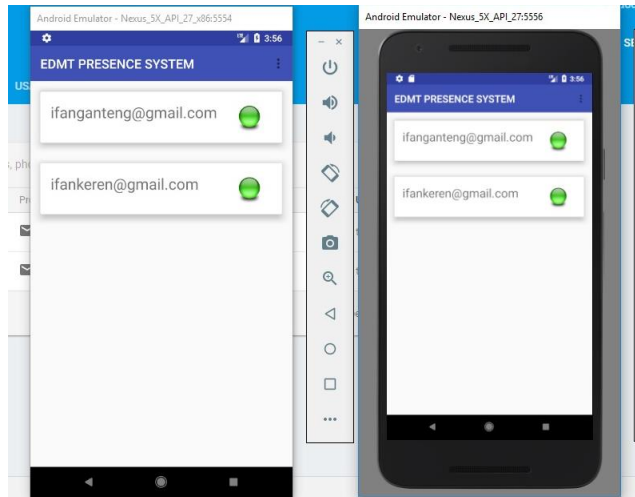 Android Emulator - Nexus_5X_API_27_x86:5554
3:56
EDMT PRESENCE SYSTEM
ifanganteng@gmail.com
ifankeren@gmail.com
Android Emulator - Nexus_5X_API_27:5556
3:56
EDMT PRESENCE SYSTEM
ifanganteng@gmail.com
ifankeren@gmail.com